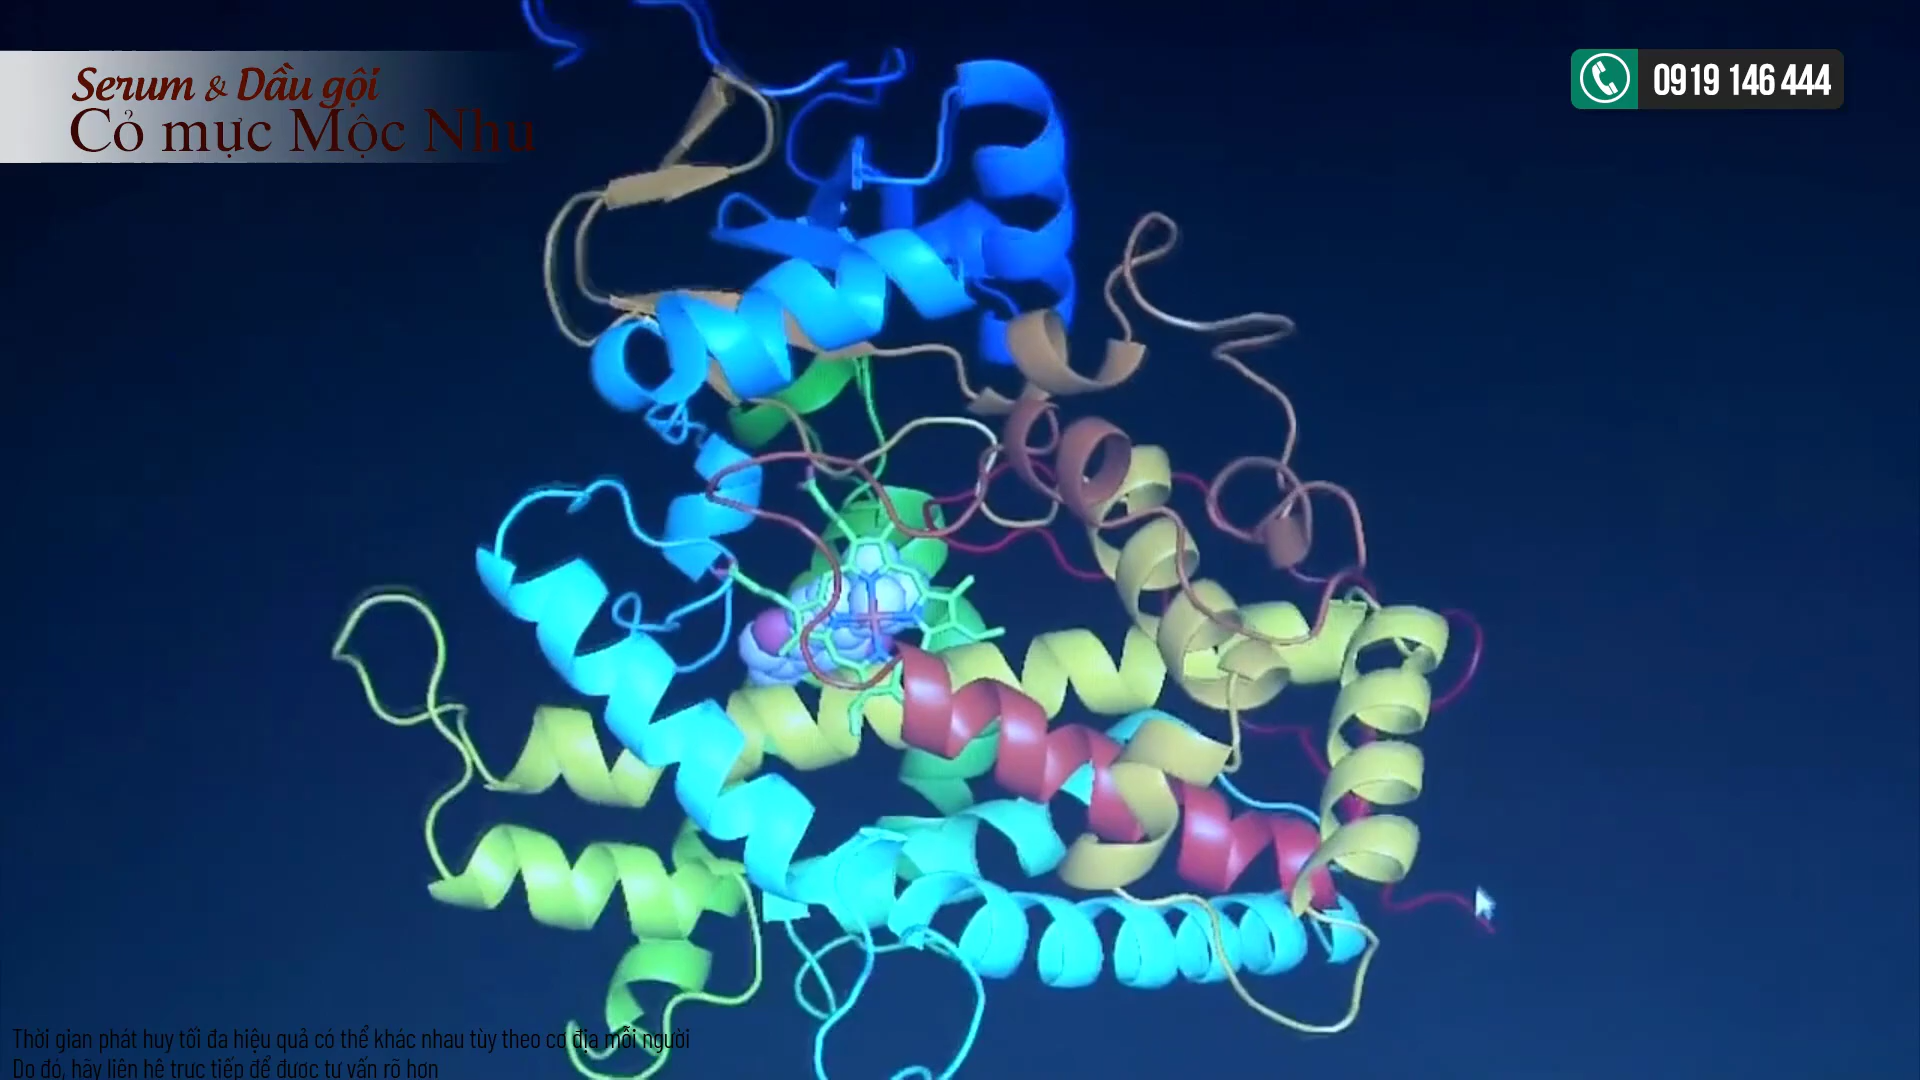 Serum & Dầu gội
Cỏ mực Mộc Nhu
0919 146 444
Thời gian phát huy tối đa hiệu quả có thể khác nhau tùy theo cơ địa mỗi người
Do đó, hãy liên hệ trực tiếp để được tư vấn rõ hơn